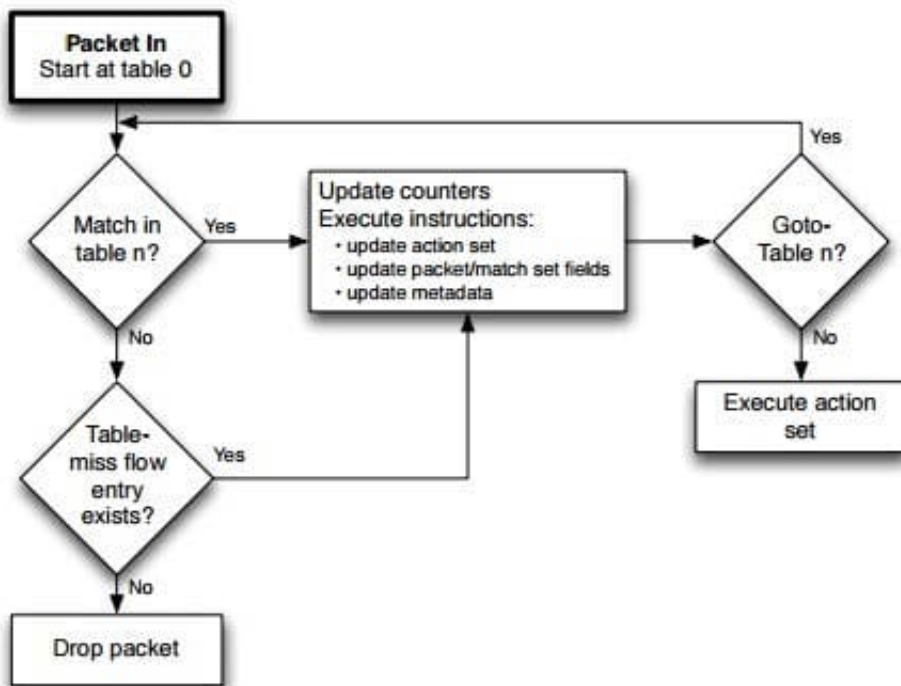 Packet In
Start at table 0
Yes
Match in
table n?
Yes
Update counters
Execute instructions:
• update action set
• update packet/match set fields
• update metadata
Goto-
Table n?
No
No
Execute action
set
Table-
miss flow
entry
exists?
Yes
No
Drop packet